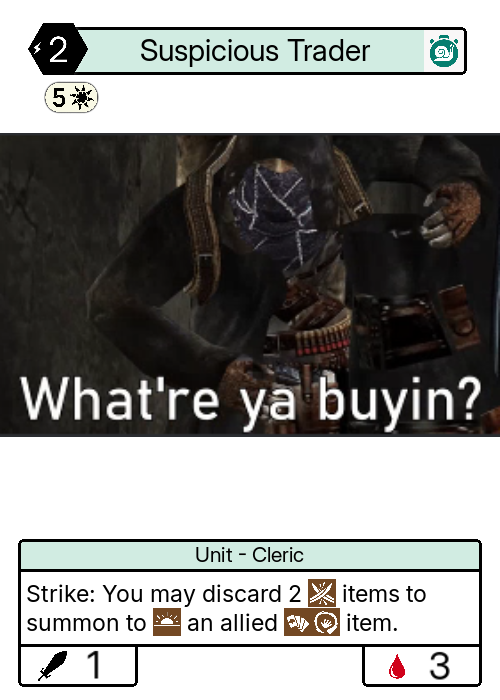 2
Suspicious Trader
5
What're ya buyin?
Unit - Cleric
Strike: You may discard 2 items to
summon to an allied item.
1
3